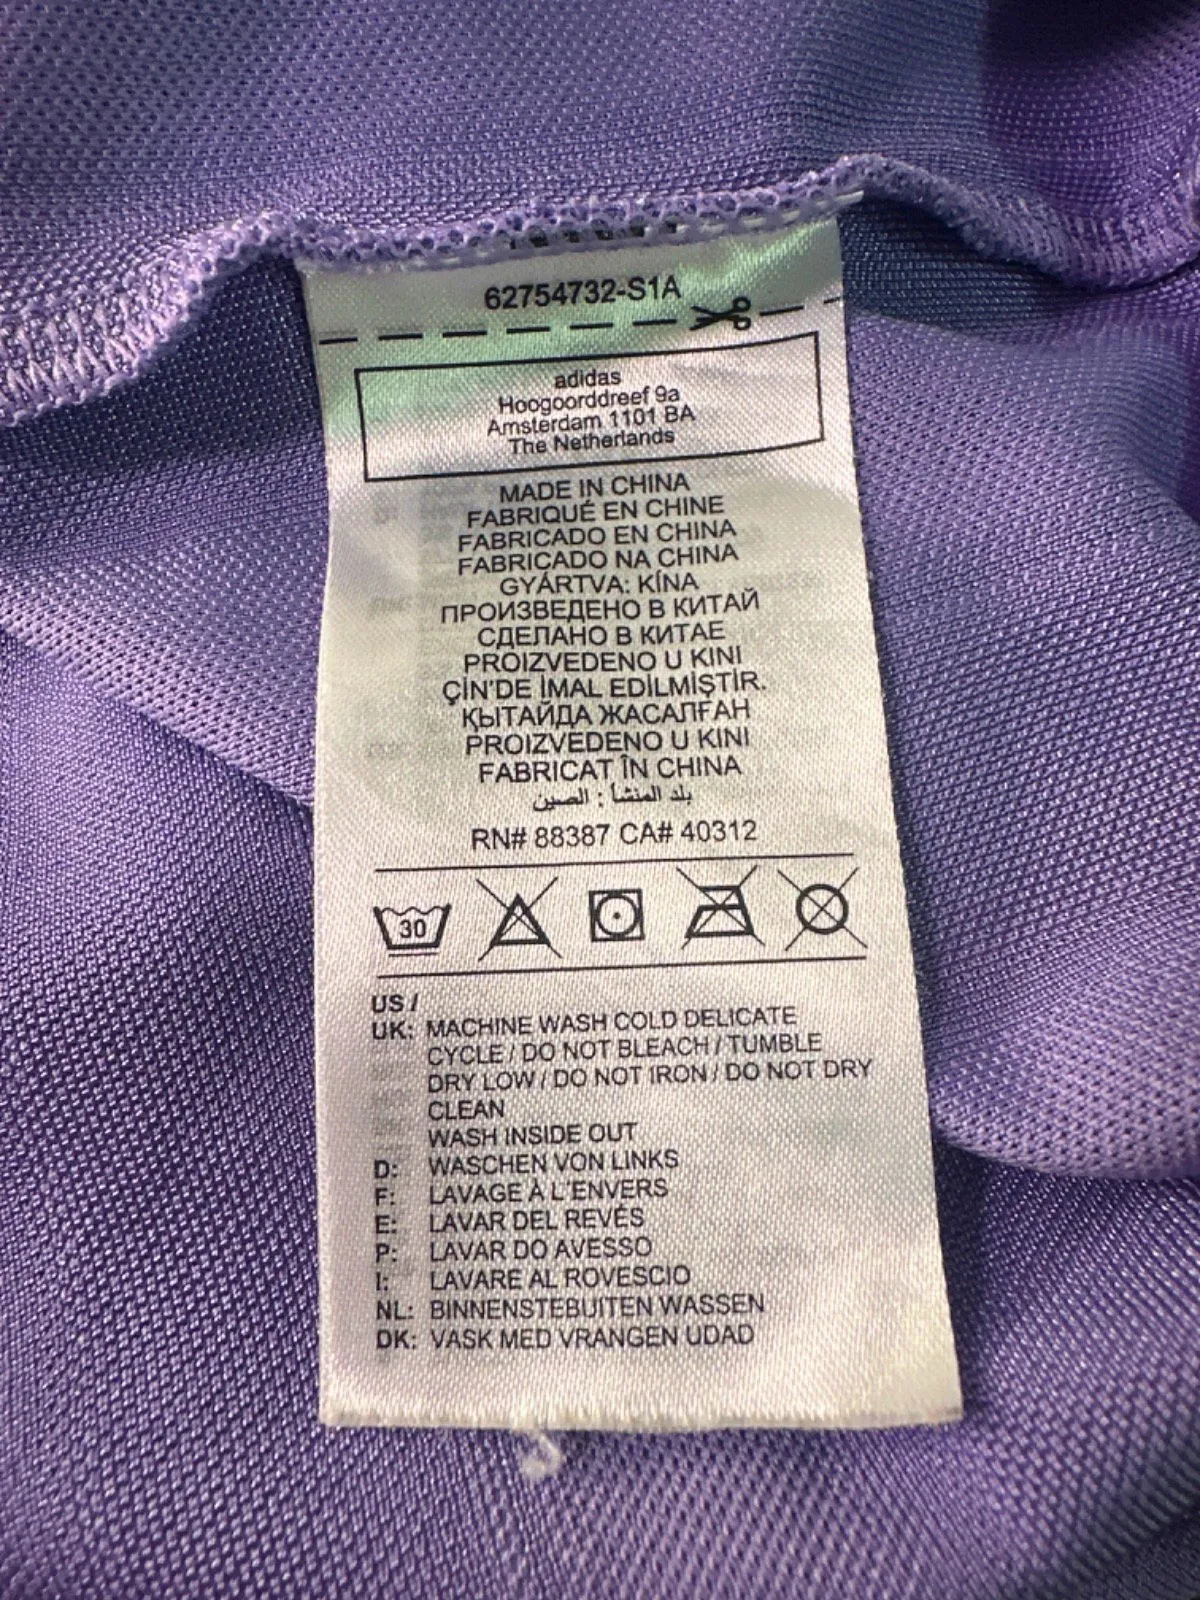 62754732-S1A
adidas
Hoogoorddreef 9a
Amsterdam 1101 BA
The Netherlands
MADE IN CHINA
FABRIQUÉ EN CHINE
FABRICADO EN CHINA
FABRICADO NA CHINA
GYÁRTVA: KÍNA
ПРОИЗВЕДЕНО В КИТАЙ
СДЕЛАНО В КИТАЕ
PROIZVEDENO U KINI
ÇİN'DE İMAL EDİLMİŞTİR.
ҚЫТАЙДА ЖАСАЛҒАН
PROIZVEDENO U KINI
FABRICAT ÎN CHINA
بلد المنشأ : الصين
RN# 88387 CA# 40312
30
US /
UK: MACHINE WASH COLD DELICATE
CYCLE / DO NOT BLEACH / TUMBLE
DRY LOW / DO NOT IRON / DO NOT DRY
CLEAN
WASH INSIDE OUT
D: WASCHEN VON LINKS
F: LAVAGE À L'ENVERS
E: LAVAR DEL REVÉS
P: LAVAR DO AVESSO
I: LAVARE AL ROVESCIO
NL: BINNENSTEBUITEN WASSEN
DK: VASK MED VRANGEN UDAD